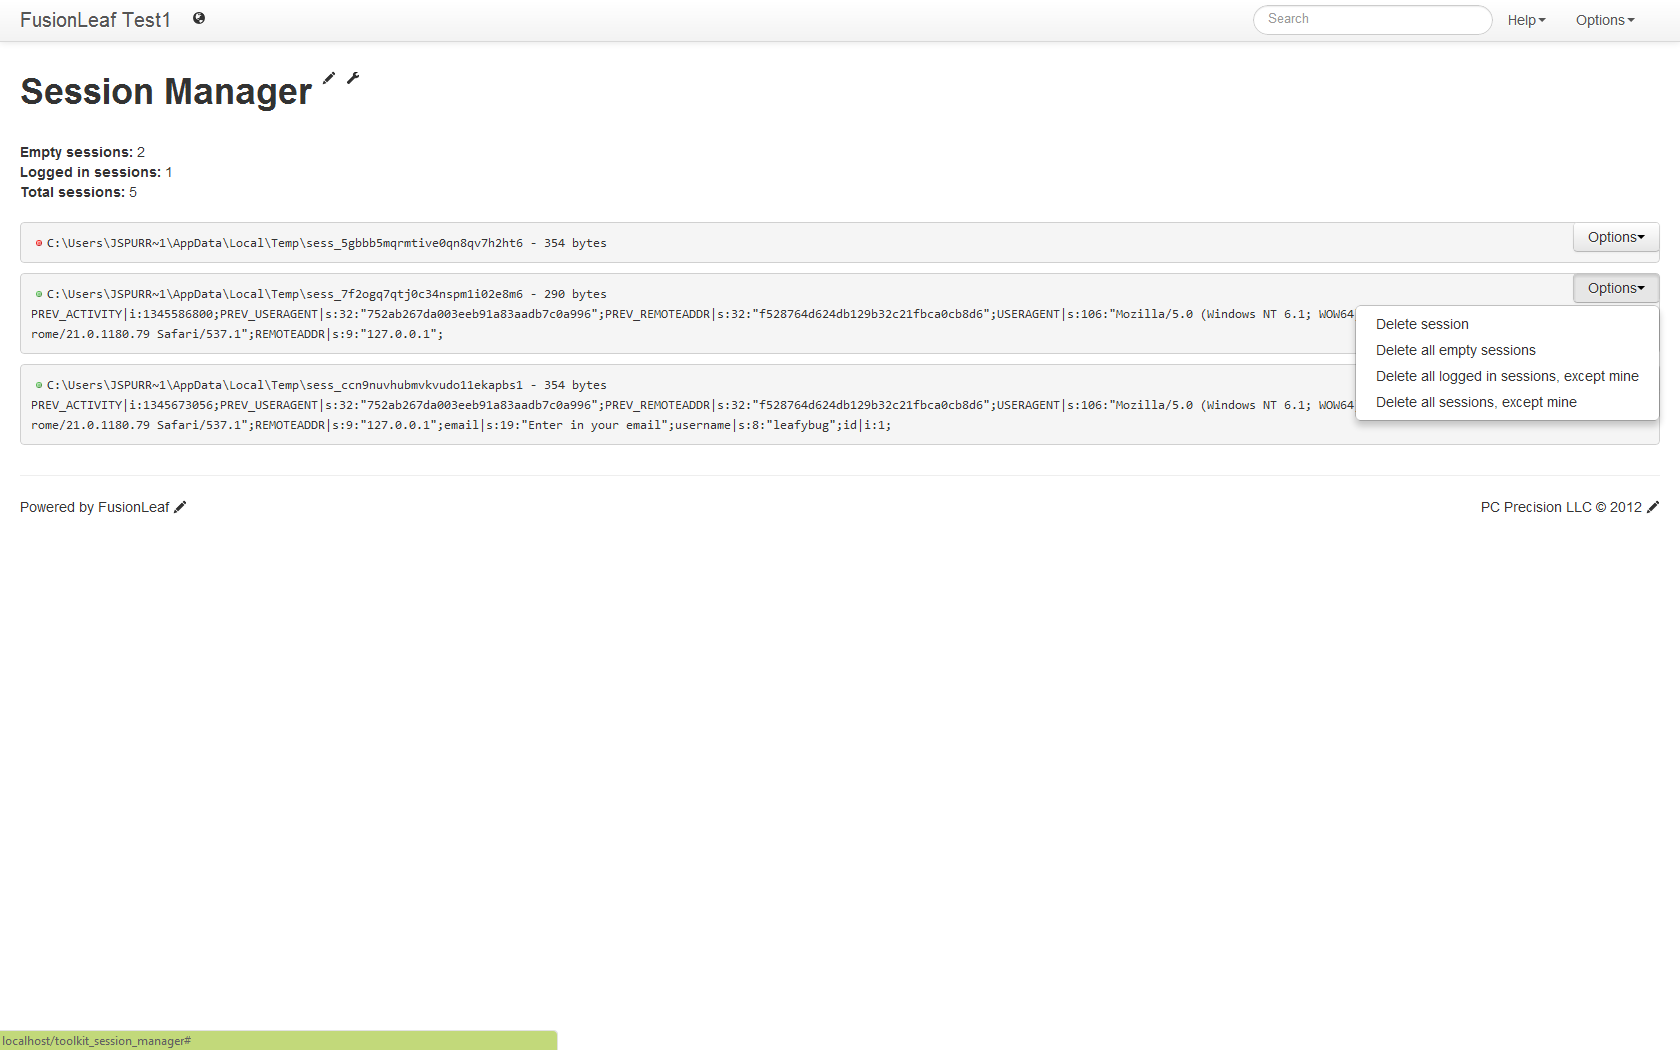 FusionLeaf Test1
Search
Help
Options
Session Manager
Empty sessions: 2
Logged in sessions: 1
Total sessions: 5
C:\Users\JSPURR~1\AppData\Local\Temp\sess_5gbbb5mqrmtive0qn8qv7h2ht6 - 354 bytes
Options
C:\Users\JSPURR~1\AppData\Local\Temp\sess_7f2ogq7qtj0c34nspm1i02e8m6 - 290 bytes
Options
PREV_ACTIVITY|i:1345586800;PREV_USERAGENT|s:32:"752ab267da003eeb91a83aadb7c0a996";PREV_REMOTEADDR|s:32:"f528764d624db129b32c21fbca0cb8d6";USERAGENT|s:106:"Mozilla/5.0 (Windows NT 6.1; WOW64
rome/21.0.1180.79 Safari/537.1";REMOTEADDR|s:9:"127.0.0.1";
Delete session
Delete all empty sessions
Delete all logged in sessions, except mine
Delete all sessions, except mine
C:\Users\JSPURR~1\AppData\Local\Temp\sess_ccn9nuvhubmvkvudo11ekapbs1 - 354 bytes
PREV_ACTIVITY|i:1345673056;PREV_USERAGENT|s:32:"752ab267da003eeb91a83aadb7c0a996";PREV_REMOTEADDR|s:32:"f528764d624db129b32c21fbca0cb8d6";USERAGENT|s:106:"Mozilla/5.0 (Windows NT 6.1; WOW64
rome/21.0.1180.79 Safari/537.1";REMOTEADDR|s:9:"127.0.0.1";email|s:19:"Enter in your email";username|s:8:"leafybug";id|i:1;
Powered by FusionLeaf
PC Precision LLC © 2012
localhost/toolkit_session_manager#